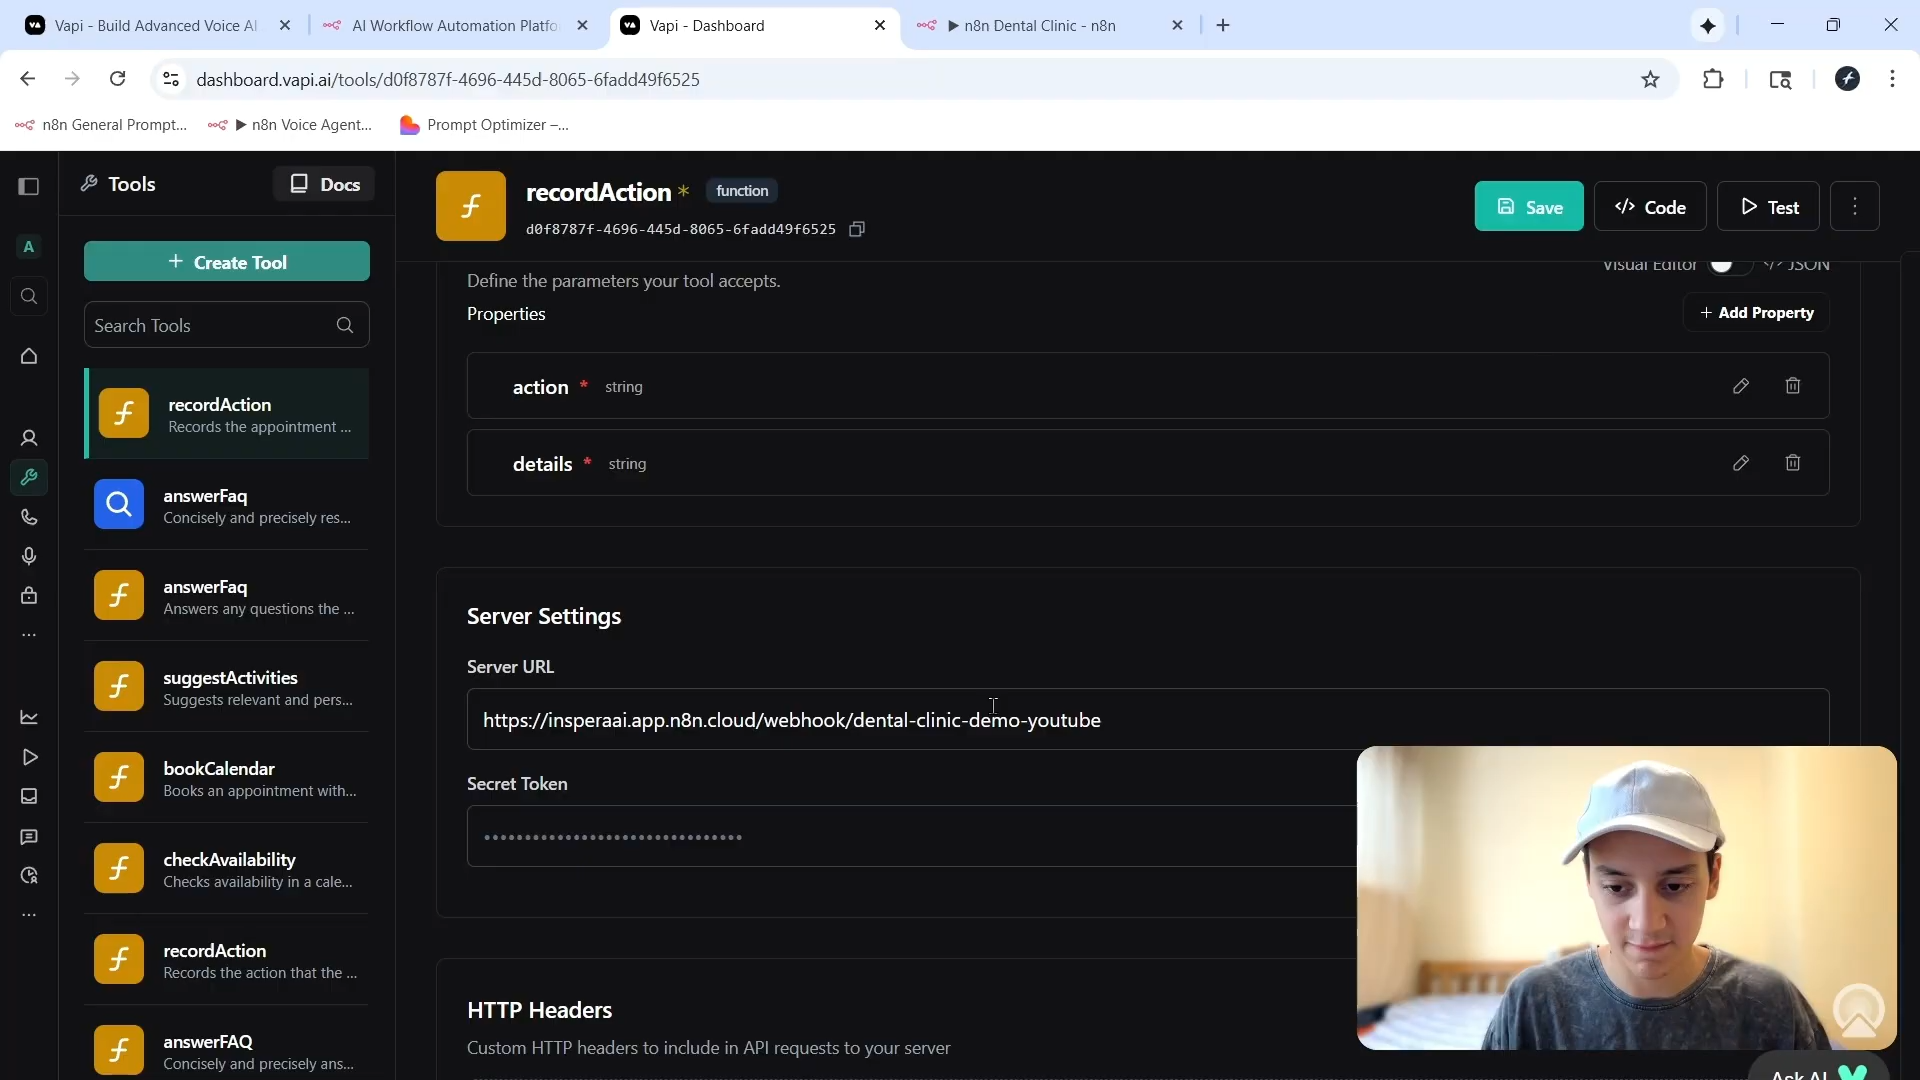 Vapi - Build Advanced Voice AI
AI Workflow Automation Platfo
Vapi - Dashboard
▶ n8n Dental Clinic - n8n
dashboard.vapi.ai/tools/d0f8787f-4696-445d-8065-6fadd49f6525
n8n General Prompt...
▶ n8n Voice Agent...
Prompt Optimizer –...
Tools
Docs
recordAction *
function
d0f8787f-4696-445d-8065-6fadd49f6525
Save
</> Code
Test
A
+ Create Tool
Search Tools
recordAction
Records the appointment ...
answerFaq
Concisely and precisely res...
answerFaq
Answers any questions the ...
suggestActivities
Suggests relevant and pers...
bookCalendar
Books an appointment with...
checkAvailability
Checks availability in a cale...
recordAction
Records the action that the ...
answerFAQ
Concisely and precisely ans...
Define the parameters your tool accepts.
Visual Editor
</> JSON
Properties
+ Add Property
action * string
details * string
Server Settings
Server URL
https://insperaai.app.n8n.cloud/webhook/dental-clinic-demo-youtube
Secret Token
••••••••••••••••••••••••••••••••
HTTP Headers
Custom HTTP headers to include in API requests to your server
Ask AI